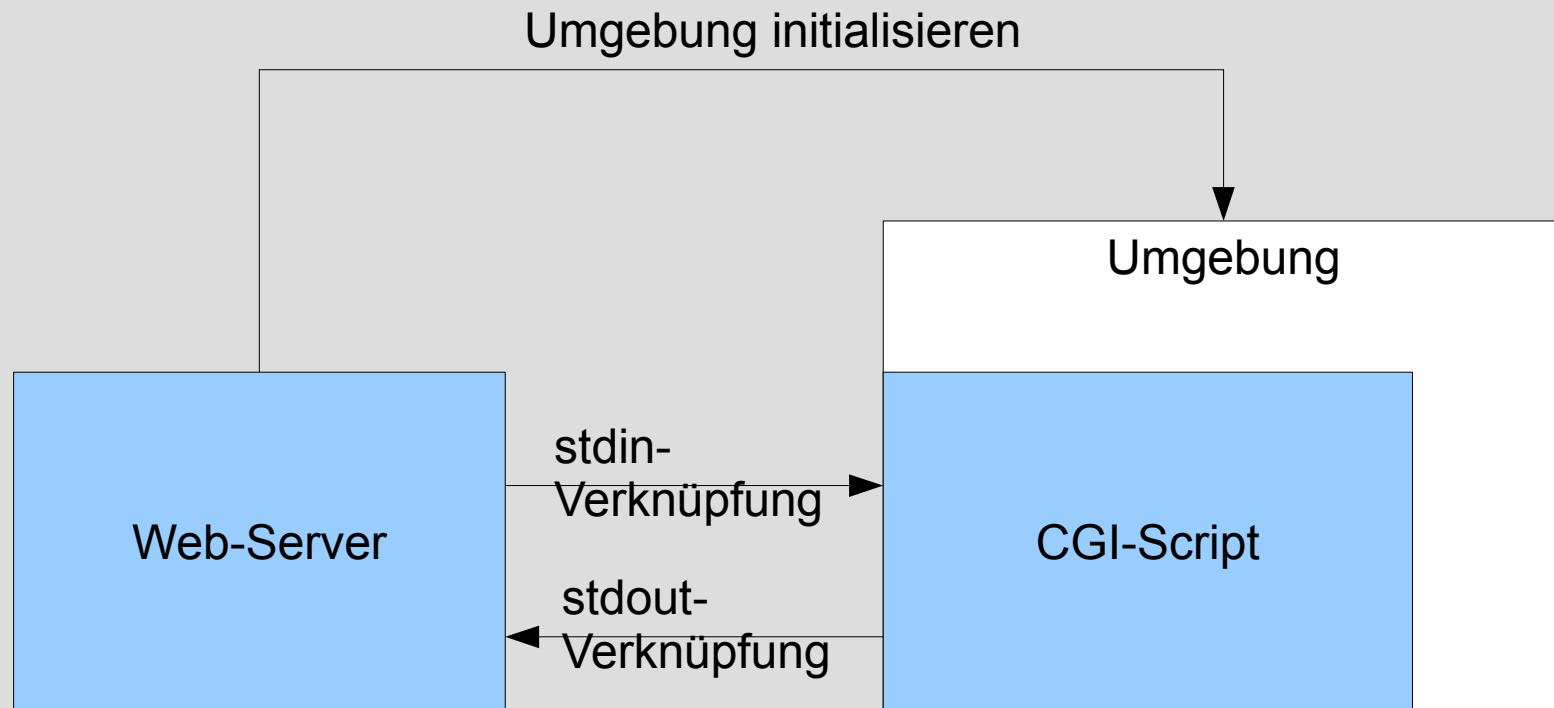 Umgebung initialisieren
Umgebung
stdin-
Verknüpfung
Web-Server
CGI-Script
stdout-
Verknüpfung